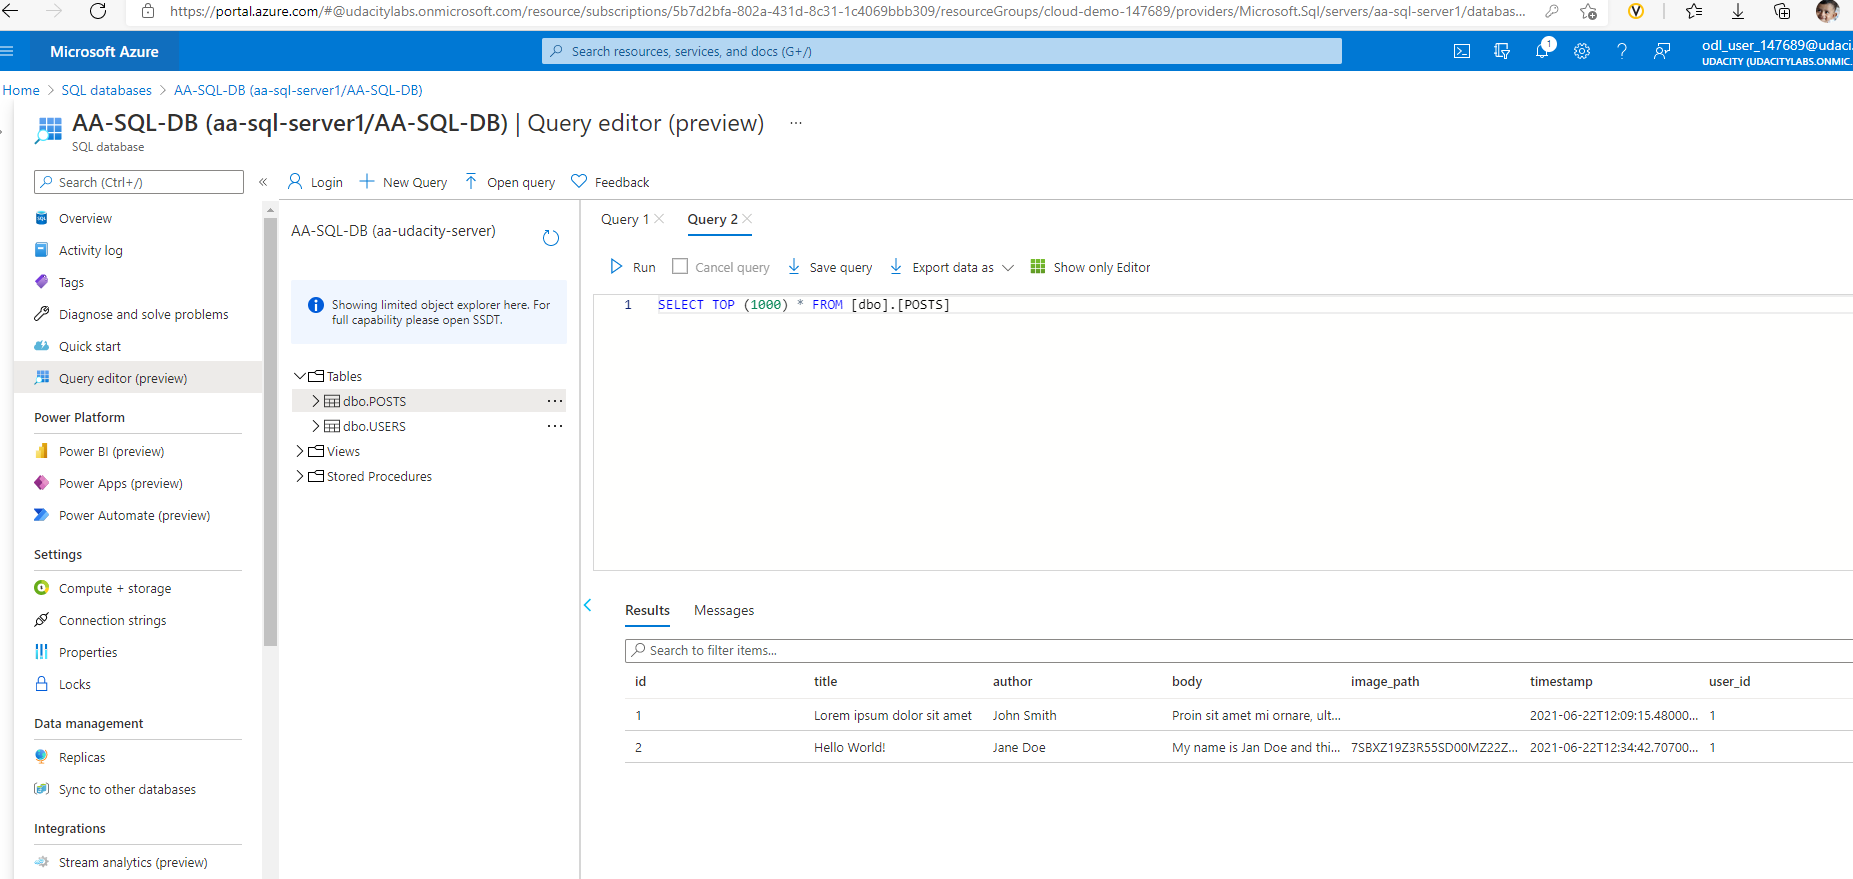 https://portal.azure.com/#@udacitylabs.onmicrosoft.com/resource/subscriptions/5b7d2bfa-802a-431d-8c31-1c4069bbb309/resourceGroups/cloud-demo-147689/providers/Microsoft.Sql/servers/aa-sql-server1/databas...
Microsoft Azure
Search resources, services, and docs (G+/)
1
odl_user_147689@udaci.
UDACITY (UDACITYLABS.ONMIC.
Home > SQL databases > AA-SQL-DB (aa-sql-server1/AA-SQL-DB)
AA-SQL-DB (aa-sql-server1/AA-SQL-DB) | Query editor (preview) ...
SQL database
Search (Ctrl+/)
«
Overview
Activity log
Tags
Diagnose and solve problems
Quick start
Query editor (preview)
Power Platform
Power BI (preview)
Power Apps (preview)
Power Automate (preview)
Settings
Compute + storage
Connection strings
Properties
Locks
Data management
Replicas
Sync to other databases
Integrations
Stream analytics (preview)
Login New Query Open query Feedback
AA-SQL-DB (aa-udacity-server)
Showing limited object explorer here. For
full capability please open SSDT.
Tables
dbo.POSTS ...
dbo.USERS ...
Views
Stored Procedures
Query 1 Query 2
Run Cancel query Save query Export data as Show only Editor
1 SELECT TOP (1000) * FROM [dbo].[POSTS]
Results Messages
Search to filter items...
id title author body image_path timestamp user_id
1 Lorem ipsum dolor sit amet John Smith Proin sit amet mi ornare, ult... 2021-06-22T12:09:15.48000... 1
2 Hello World! Jane Doe My name is Jan Doe and thi... 7SBXZ19Z3R55SD00MZ22Z... 2021-06-22T12:34:42.70700... 1